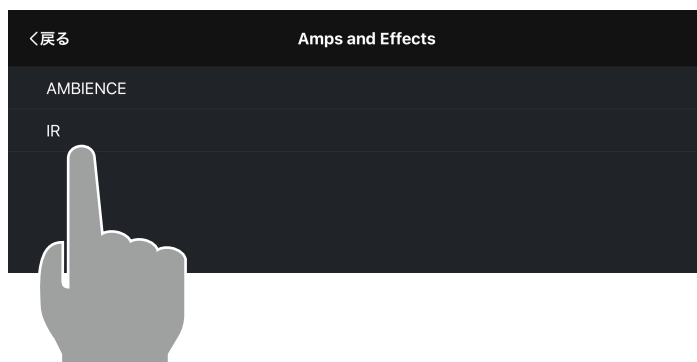 く戻る
Amps and Effects
AMBIENCE
IR